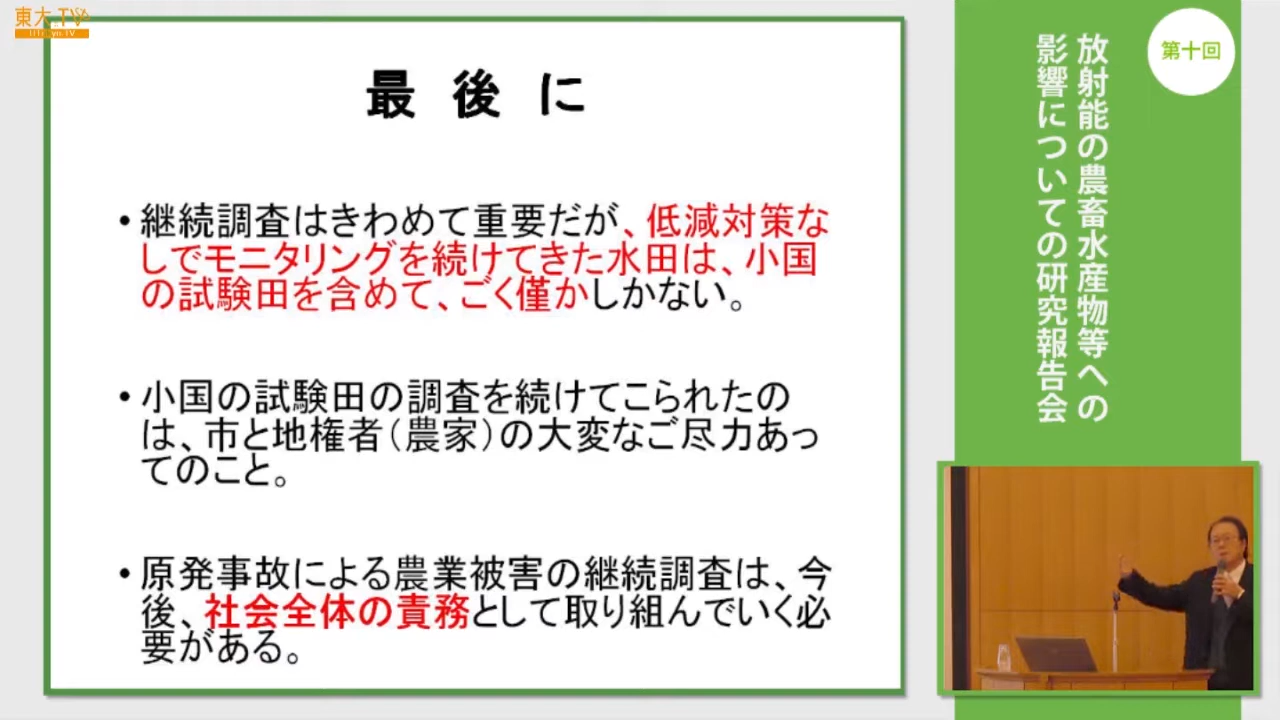 東大TV
UTokyo.TV
最後に
・継続調査はきわめて重要だが、低減対策な
しでモニタリングを続けてきた水田は、小国
の試験田を含めて、ごく僅かしかない。
・小国の試験田の調査を続けてこられたの
は、市と地権者（農家）の大変なご尽力あっ
てのこと。
・原発事故による農業被害の継続調査は、今
後、社会全体の責務として取り組んでいく必
要がある。
第十回
放射能の農畜水産物等への
影響についての研究報告会